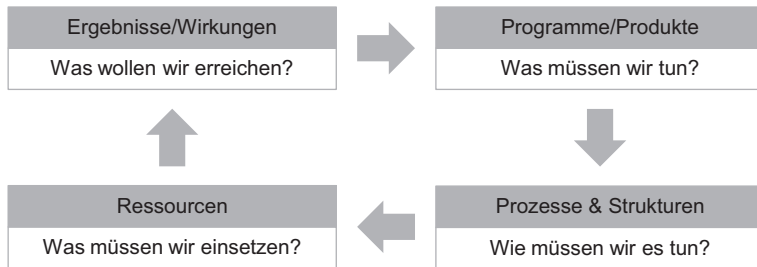 Ergebnisse/Wirkungen
Was wollen wir erreichen?
Programme/Produkte
Was müssen wir tun?
Ressourcen
Was müssen wir einsetzen?
Prozesse & Strukturen
Wie müssen wir es tun?